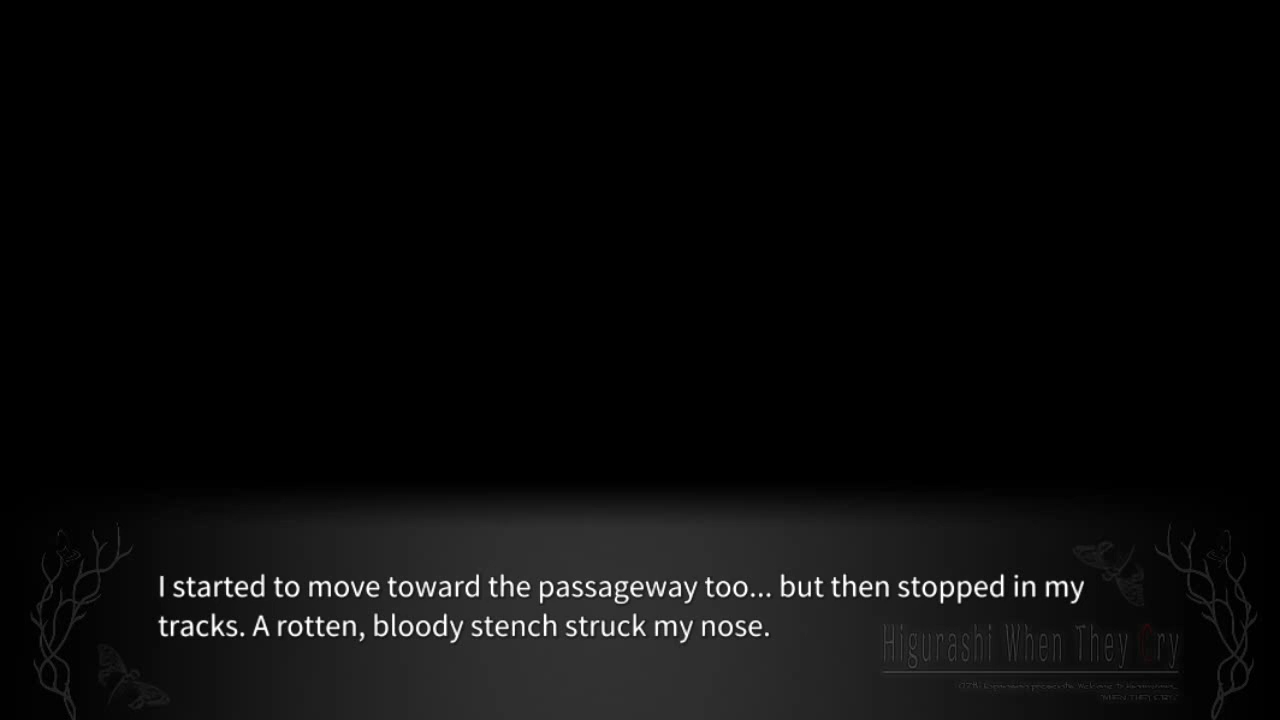 I started to move toward the passageway too... but then stopped in my
tracks. A rotten, bloody stench struck my nose.
Higurashi When They Cry